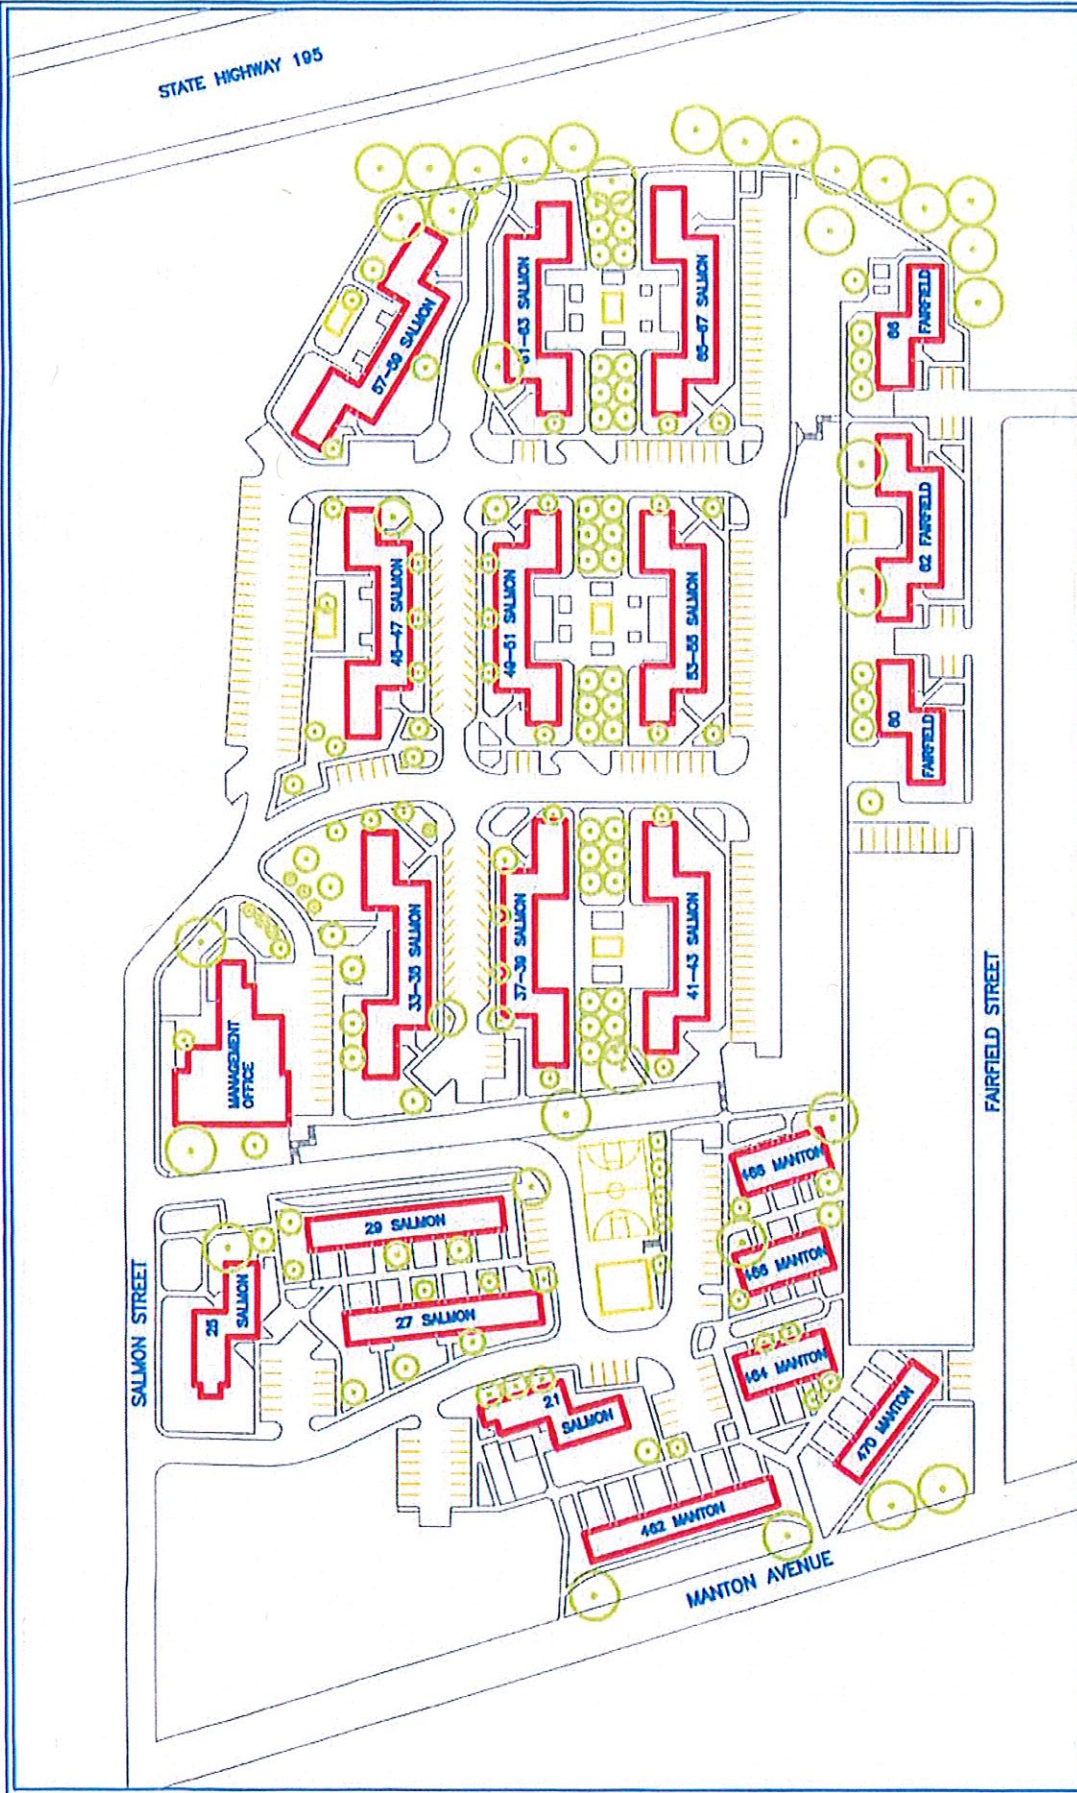 STATE HIGHWAY 195
57-59 SALMON
61-63 SALMON
65-67 SALMON
66
FAIRFIELD
45-47 SALMON
49-51 SALMON
53-55 SALMON
62 FAIRFIELD
60
FAIRFIELD
33-35 SALMON
37-39 SALMON
41-43 SALMON
MANAGEMENT
OFFICE
FAIRFIELD STREET
468 MANTON
29 SALMON
466 MANTON
SALMON STREET
25
SALMON
27 SALMON
464 MANTON
21
SALMON
470 MANTON
462 MANTON
MANTON AVENUE